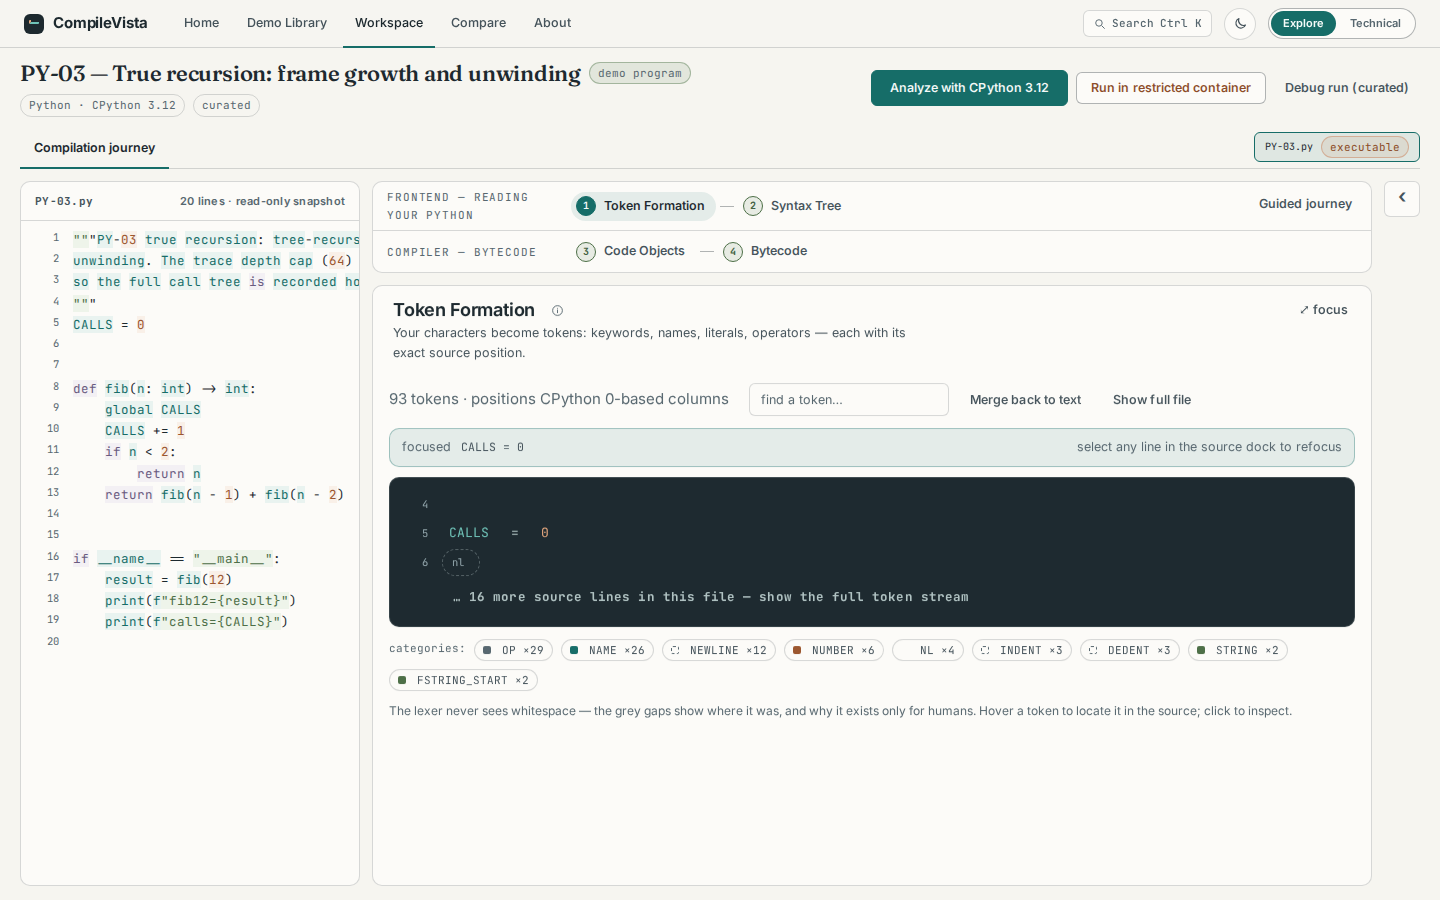 CompileVista
Home
Demo Library
Workspace
Compare
About
Search Ctrl K
Explore
Technical
PY-03 — True recursion: frame growth and unwinding
demo program
Python · CPython 3.12
curated
Analyze with CPython 3.12
Run in restricted container
Debug run (curated)
Compilation journey
PY-03.py
executable
PY-03.py
20 lines · read-only snapshot
1 """PY-03 true recursion: tree-recurs
2 unwinding. The trace depth cap (64)
3 so the full call tree is recorded ho
4 """
5 CALLS = 0
6
7
8 def fib(n: int) -> int:
9 global CALLS
10 CALLS += 1
11 if n < 2:
12 return n
13 return fib(n - 1) + fib(n - 2)
14
15
16 if __name__ == "__main__":
17 result = fib(12)
18 print(f"fib12={result}")
19 print(f"calls={CALLS}")
20
FRONTEND — READING
YOUR PYTHON
1 Token Formation
2 Syntax Tree
Guided journey
COMPILER — BYTECODE
3 Code Objects
4 Bytecode
Token Formation
⤢ focus
Your characters become tokens: keywords, names, literals, operators — each with its
exact source position.
93 tokens · positions CPython 0-based columns
find a token...
Merge back to text
Show full file
focused CALLS = 0
select any line in the source dock to refocus
4
5 CALLS = 0
6 nl
… 16 more source lines in this file — show the full token stream
categories:
OP ×29
NAME ×26
NEWLINE ×12
NUMBER ×6
NL ×4
INDENT ×3
DEDENT ×3
STRING ×2
FSTRING_START ×2
The lexer never sees whitespace — the grey gaps show where it was, and why it exists only for humans. Hover a token to locate it in the source; click to inspect.